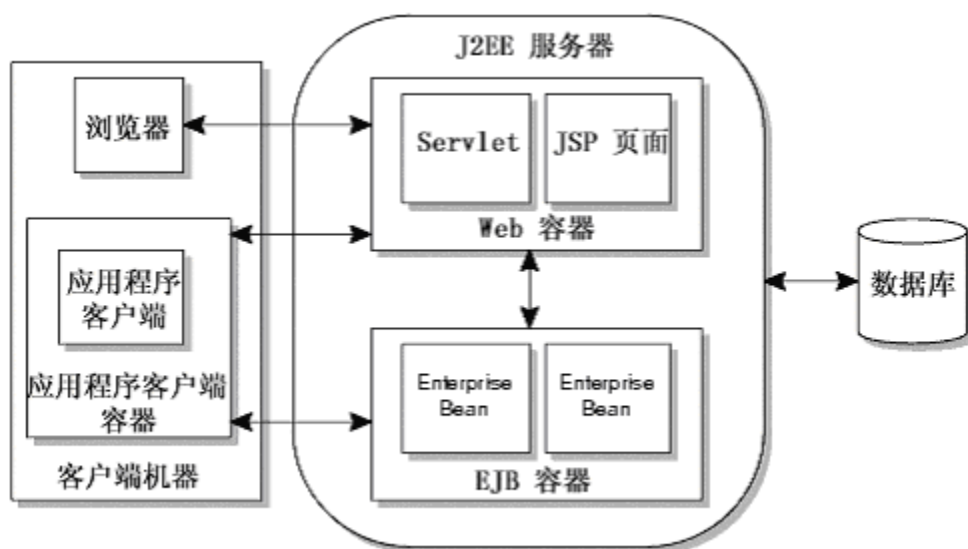 J2EE 服务器
浏览器
Servlet
JSP 页面
Web 容器
应用程序
客户端
应用程序客户端
容器
客户端机器
Enterprise
Bean
Enterprise
Bean
EJB 容器
数据库